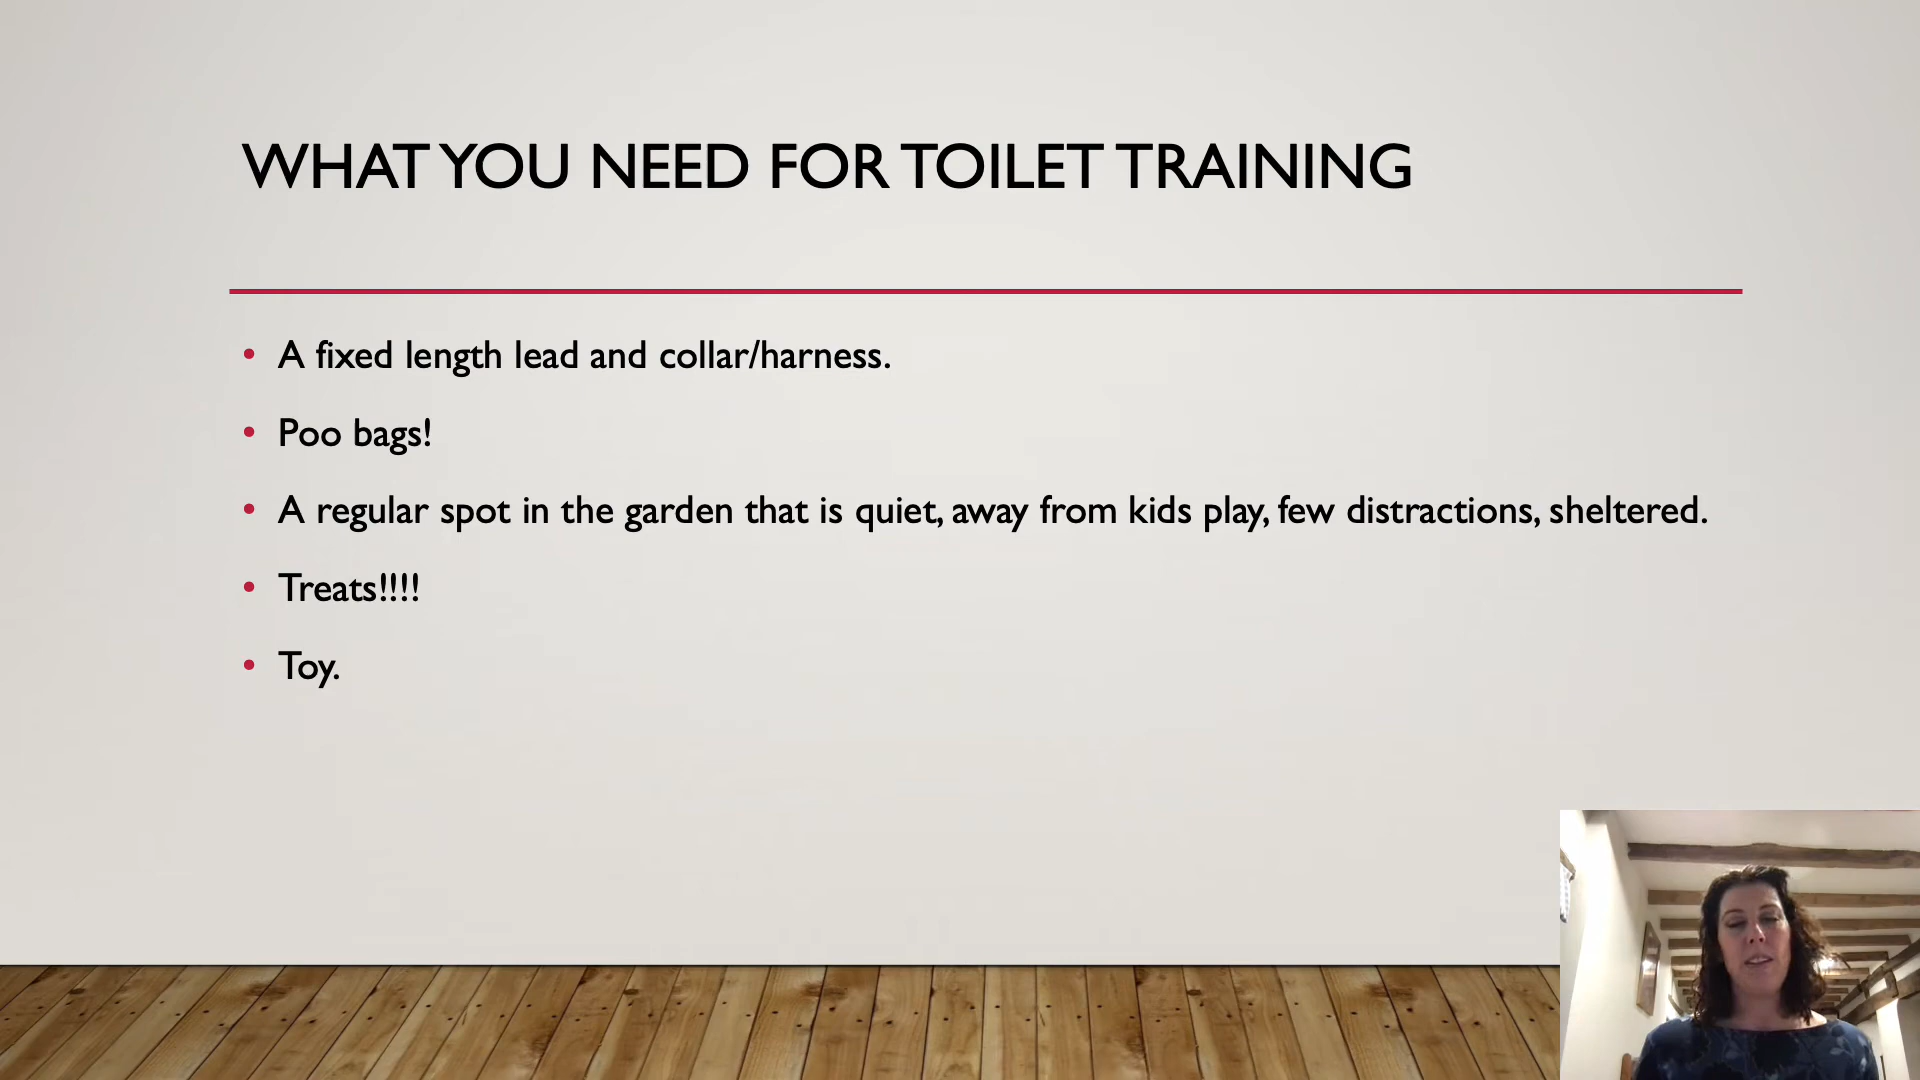 WHAT YOU NEED FOR TOILET TRAINING
• A fixed length lead and collar/harness.
• Poo bags!
• A regular spot in the garden that is quiet, away from kids play, few distractions, sheltered.
• Treats!!!!
• Toy.